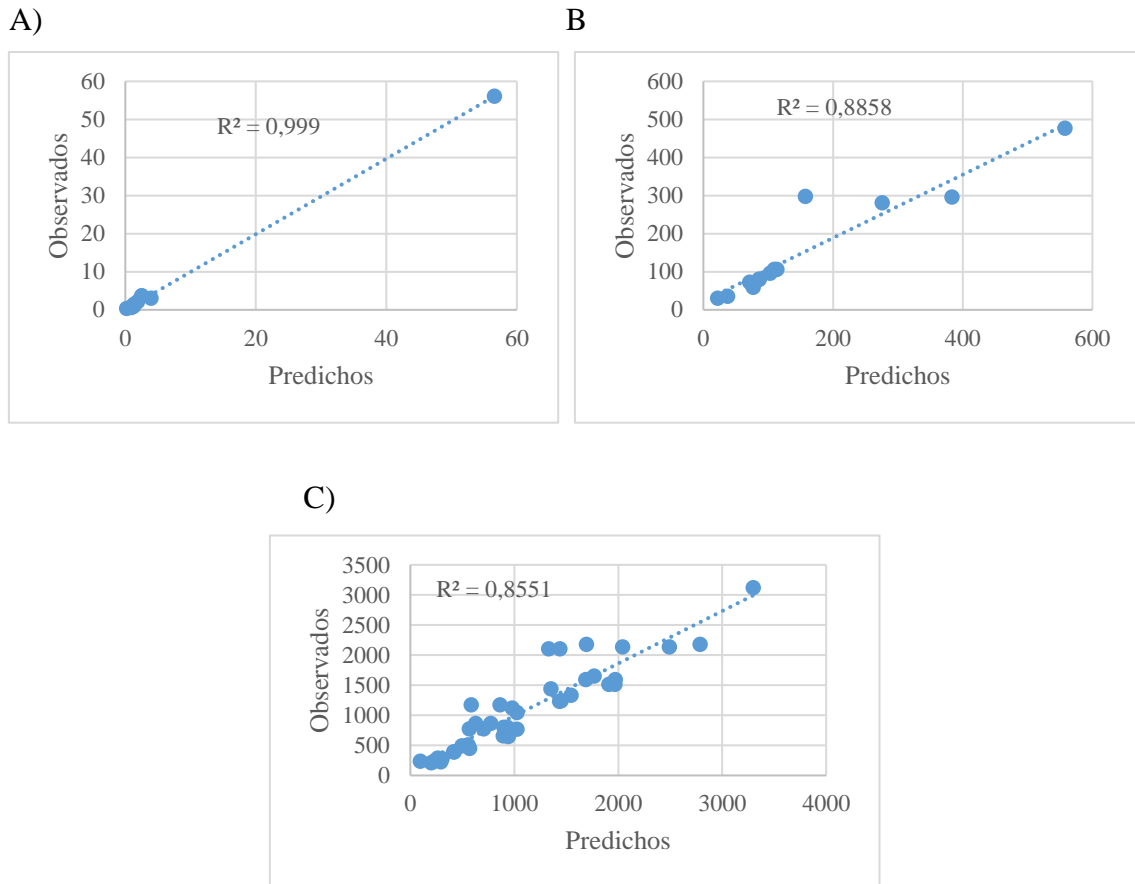 A)
B
60
50
40
30
20
10
0
Observados
R² = 0,999
0 20 40 60
Predichos
600
500
400
300
200
100
0
Observados
R² = 0,8858
0 200 400 600
Predichos
C)
3500
3000
2500
2000
1500
1000
500
0
Observados
R² = 0,8551
0 1000 2000 3000 4000
Predichos